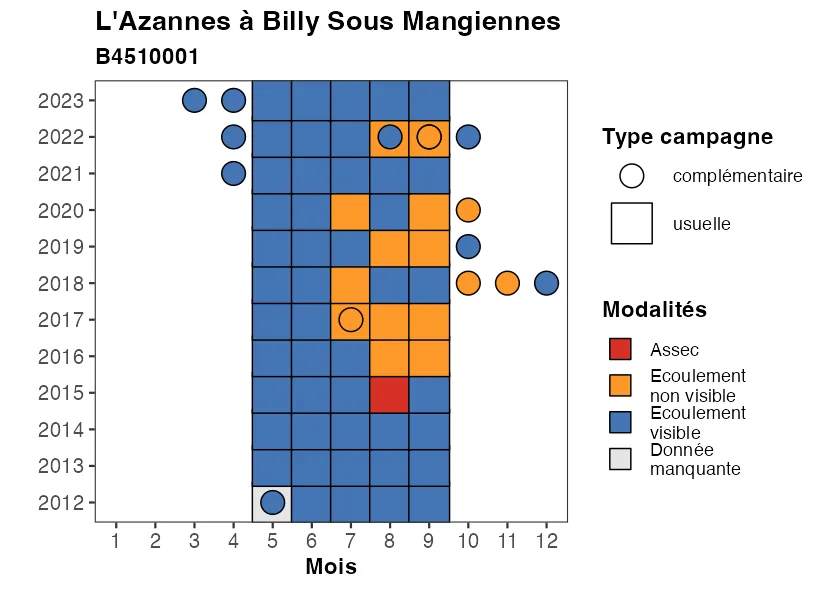 L'Azannes à Billy Sous Mangiennes
B4510001
2023
2022
2021
2020
2019
2018
2017
2016
2015
2014
2013
2012
1 2 3 4 5 6 7 8 9 10 11 12
Mois
Type campagne
complémentaire
usuelle
Modalités
Assec
Ecoulement
non visible
Ecoulement
visible
Donnée
manquante